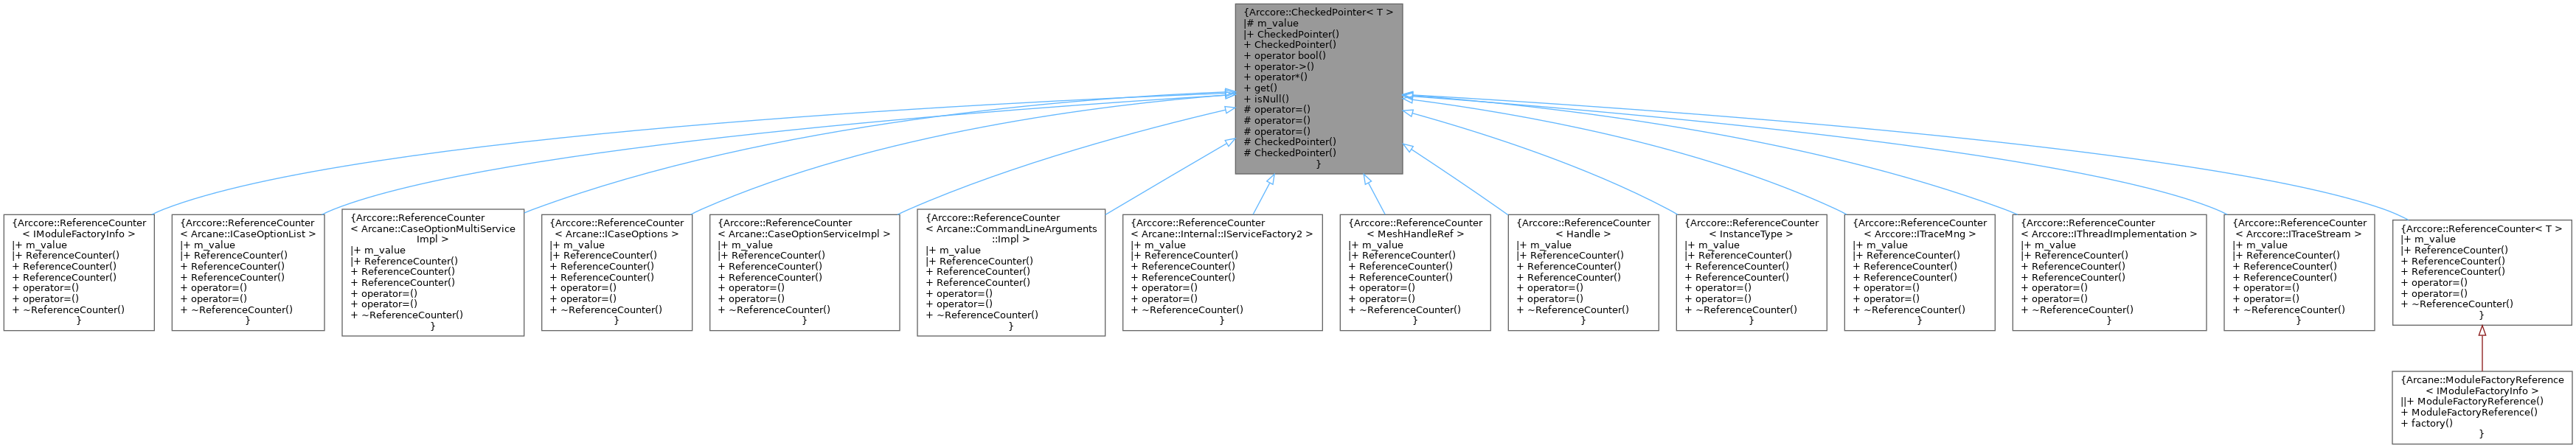 {Arccore::CheckedPointer< T >
|# m_value
|+ CheckedPointer()
+ CheckedPointer()
+ operator bool()
+ operator->()
+ operator*()
+ get()
+ isNull()
# operator=()
# operator=()
# operator=()
# CheckedPointer()
# CheckedPointer()
}
{Arccore::ReferenceCounter
< IModuleFactoryInfo >
|+ m_value
|+ ReferenceCounter()
+ ReferenceCounter()
+ ReferenceCounter()
+ operator=()
+ operator=()
+ ~ReferenceCounter()
}
{Arccore::ReferenceCounter
< Arcane::ICaseOptionList >
|+ m_value
|+ ReferenceCounter()
+ ReferenceCounter()
+ ReferenceCounter()
+ operator=()
+ operator=()
+ ~ReferenceCounter()
}
{Arccore::ReferenceCounter
< Arcane::CaseOptionMultiService
Impl >
|+ m_value
|+ ReferenceCounter()
+ ReferenceCounter()
+ ReferenceCounter()
+ operator=()
+ operator=()
+ ~ReferenceCounter()
}
{Arccore::ReferenceCounter
< Arcane::ICaseOptions >
|+ m_value
|+ ReferenceCounter()
+ ReferenceCounter()
+ ReferenceCounter()
+ operator=()
+ operator=()
+ ~ReferenceCounter()
}
{Arccore::ReferenceCounter
< Arcane::CaseOptionServiceImpl >
|+ m_value
|+ ReferenceCounter()
+ ReferenceCounter()
+ ReferenceCounter()
+ operator=()
+ operator=()
+ ~ReferenceCounter()
}
{Arccore::ReferenceCounter
< Arcane::CommandLineArguments
::Impl >
|+ m_value
|+ ReferenceCounter()
+ ReferenceCounter()
+ ReferenceCounter()
+ operator=()
+ operator=()
+ ~ReferenceCounter()
}
{Arccore::ReferenceCounter
< Arcane::Internal::IServiceFactory2 >
|+ m_value
|+ ReferenceCounter()
+ ReferenceCounter()
+ ReferenceCounter()
+ operator=()
+ operator=()
+ ~ReferenceCounter()
}
{Arccore::ReferenceCounter
< MeshHandleRef >
|+ m_value
|+ ReferenceCounter()
+ ReferenceCounter()
+ ReferenceCounter()
+ operator=()
+ operator=()
+ ~ReferenceCounter()
}
{Arccore::ReferenceCounter
< Handle >
|+ m_value
|+ ReferenceCounter()
+ ReferenceCounter()
+ ReferenceCounter()
+ operator=()
+ operator=()
+ ~ReferenceCounter()
}
{Arccore::ReferenceCounter
< InstanceType >
|+ m_value
|+ ReferenceCounter()
+ ReferenceCounter()
+ ReferenceCounter()
+ operator=()
+ operator=()
+ ~ReferenceCounter()
}
{Arccore::ReferenceCounter
< Arccore::ITraceMng >
|+ m_value
|+ ReferenceCounter()
+ ReferenceCounter()
+ ReferenceCounter()
+ operator=()
+ operator=()
+ ~ReferenceCounter()
}
{Arccore::ReferenceCounter
< Arccore::IThreadImplementation >
|+ m_value
|+ ReferenceCounter()
+ ReferenceCounter()
+ ReferenceCounter()
+ operator=()
+ operator=()
+ ~ReferenceCounter()
}
{Arccore::ReferenceCounter
< Arccore::ITraceStream >
|+ m_value
|+ ReferenceCounter()
+ ReferenceCounter()
+ ReferenceCounter()
+ operator=()
+ operator=()
+ ~ReferenceCounter()
}
{Arccore::ReferenceCounter< T >
|+ m_value
|+ ReferenceCounter()
+ ReferenceCounter()
+ ReferenceCounter()
+ operator=()
+ operator=()
+ ~ReferenceCounter()
}
{Arcane::ModuleFactoryReference
< IModuleFactoryInfo >
||+ ModuleFactoryReference()
+ ModuleFactoryReference()
+ factory()
}